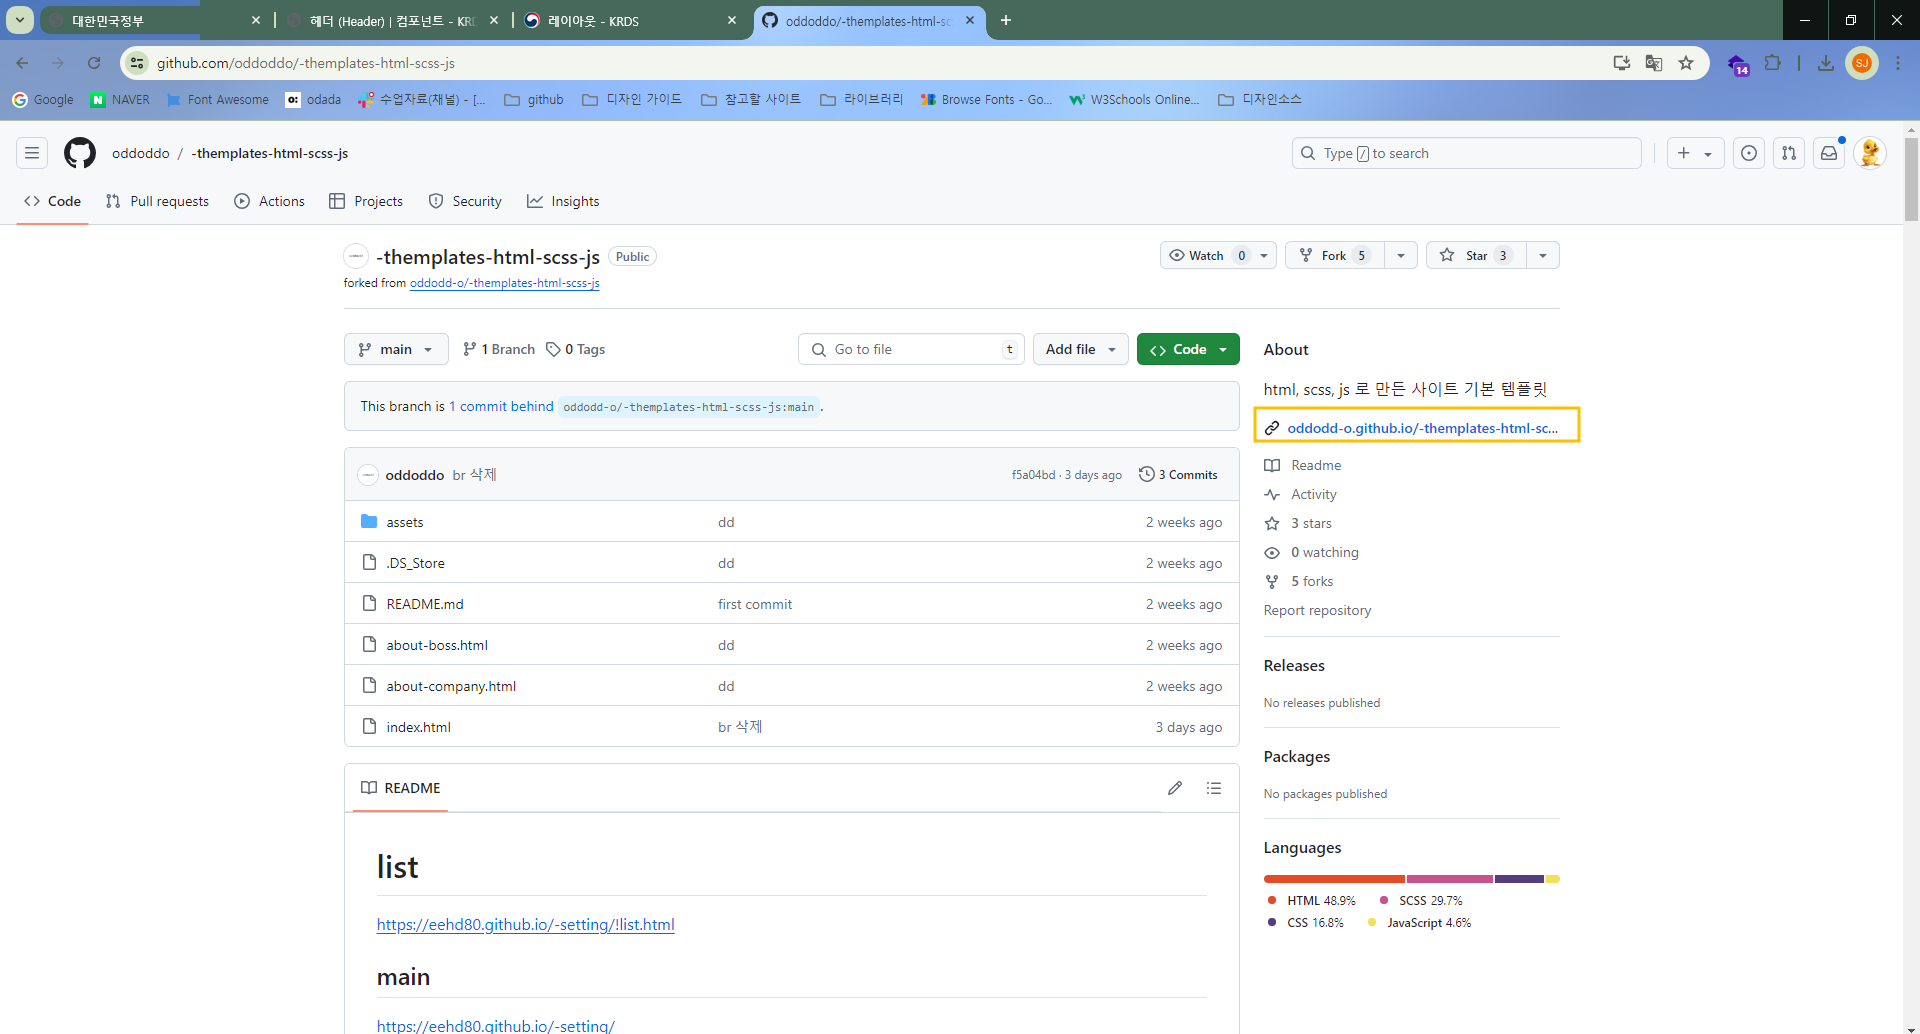 대한민국정부
헤더 (Header) | 컴포넌트 - KR
레이아웃 - KRDS
oddoddo/-themplates-html-sc
github.com/oddoddo/-themplates-html-scss-js
14
SJ
Google
NAVER
Font Awesome
odada
수업자료(채널) - [...
github
디자인 가이드
참고할 사이트
라이브러리
Browse Fonts - Go...
W3Schools Online...
디자인소스
oddoddo / -themplates-html-scss-js
Type / to search
Code
Pull requests
Actions
Projects
Security
Insights
-themplates-html-scss-js
Public
Watch 0
Fork 5
Star 3
forked from oddodd-o/-themplates-html-scss-js
main
1 Branch
0 Tags
Go to file
t
Add file
Code
This branch is 1 commit behind oddodd-o/-themplates-html-scss-js:main .
oddoddo br 삭제
f5a04bd · 3 days ago
3 Commits
assets dd 2 weeks ago
.DS_Store dd 2 weeks ago
README.md first commit 2 weeks ago
about-boss.html dd 2 weeks ago
about-company.html dd 2 weeks ago
index.html br 삭제 3 days ago
README
list
https://eehd80.github.io/-setting/!list.html
main
https://eehd80.github.io/-setting/
About
html, scss, js 로 만든 사이트 기본 템플릿
oddodd-o.github.io/-themplates-html-sc...
Readme
Activity
3 stars
0 watching
5 forks
Report repository
Releases
No releases published
Packages
No packages published
Languages
HTML 48.9%
SCSS 29.7%
CSS 16.8%
JavaScript 4.6%